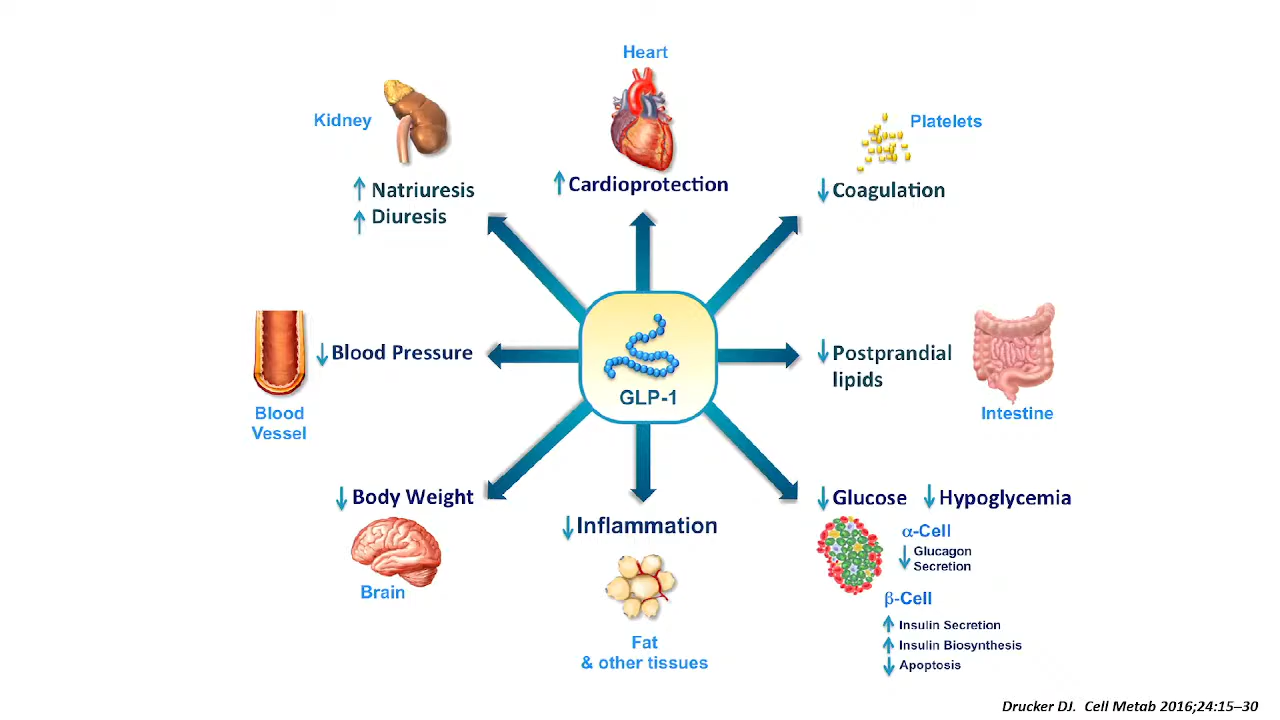 Heart
Kidney
Platelets
↑ Natriuresis
↑ Diuresis
↑ Cardioprotection
↓ Coagulation
↓ Blood Pressure
Blood
Vessel
GLP-1
↓ Postprandial
lipids
Intestine
↓ Body Weight
Brain
↓ Inflammation
Fat
& other tissues
↓ Glucose ↓ Hypoglycemia
α-Cell
↓ Glucagon
Secretion
β-Cell
↑ Insulin Secretion
↑ Insulin Biosynthesis
↓ Apoptosis
Drucker DJ. Cell Metab 2016;24:15–30